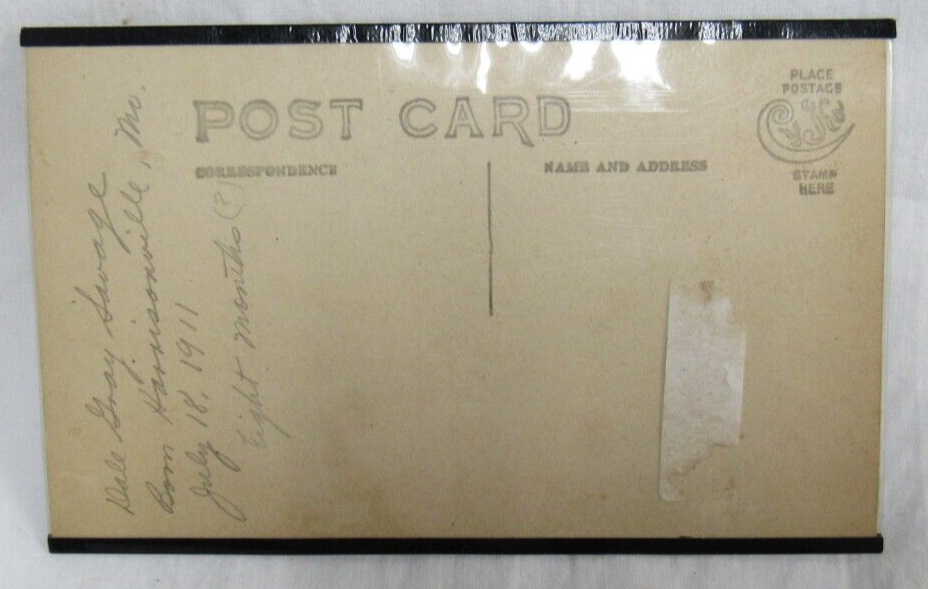 POST CARD
CORRESPONDENCE
NAME AND ADDRESS
PLACE
POSTAGE
STAMP
HERE
Dale Gray Savage
Born Harrisonville, Mo.
July 18, 1911
Eight months (?)